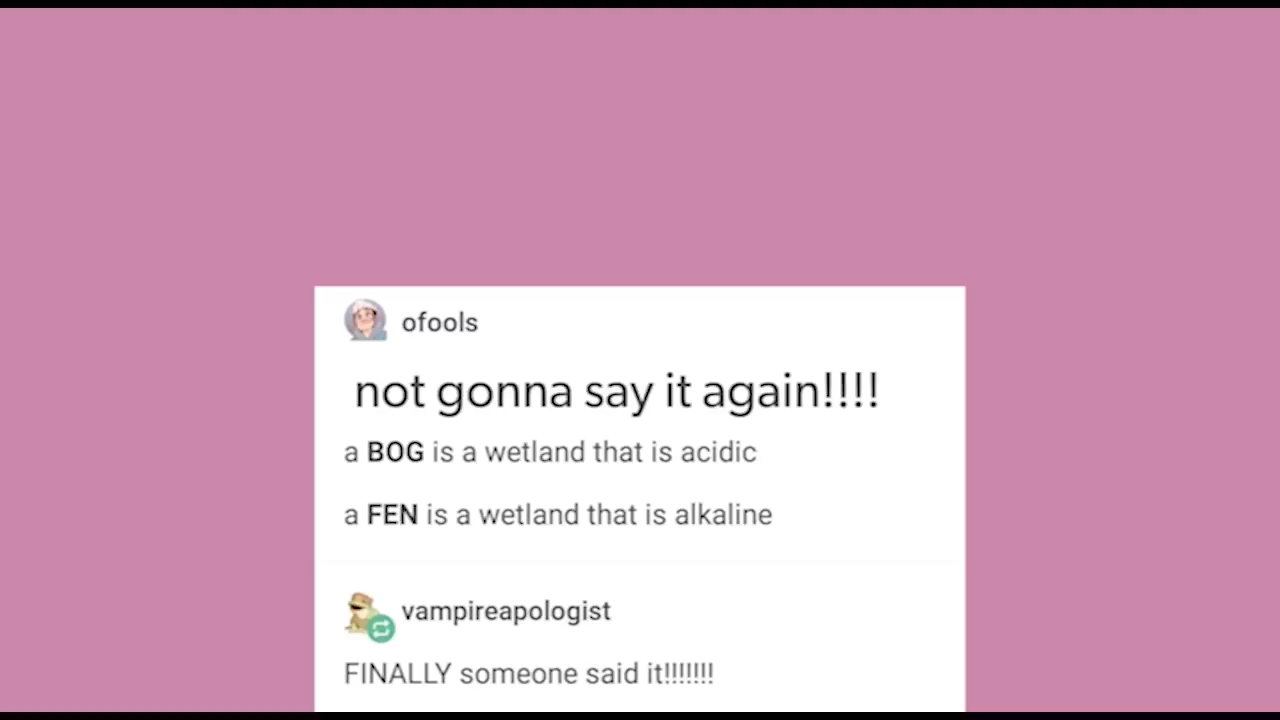 ofools
not gonna say it again!!!!
a BOG is a wetland that is acidic
a FEN is a wetland that is alkaline
vampireapologist
FINALLY someone said it!!!!!!!